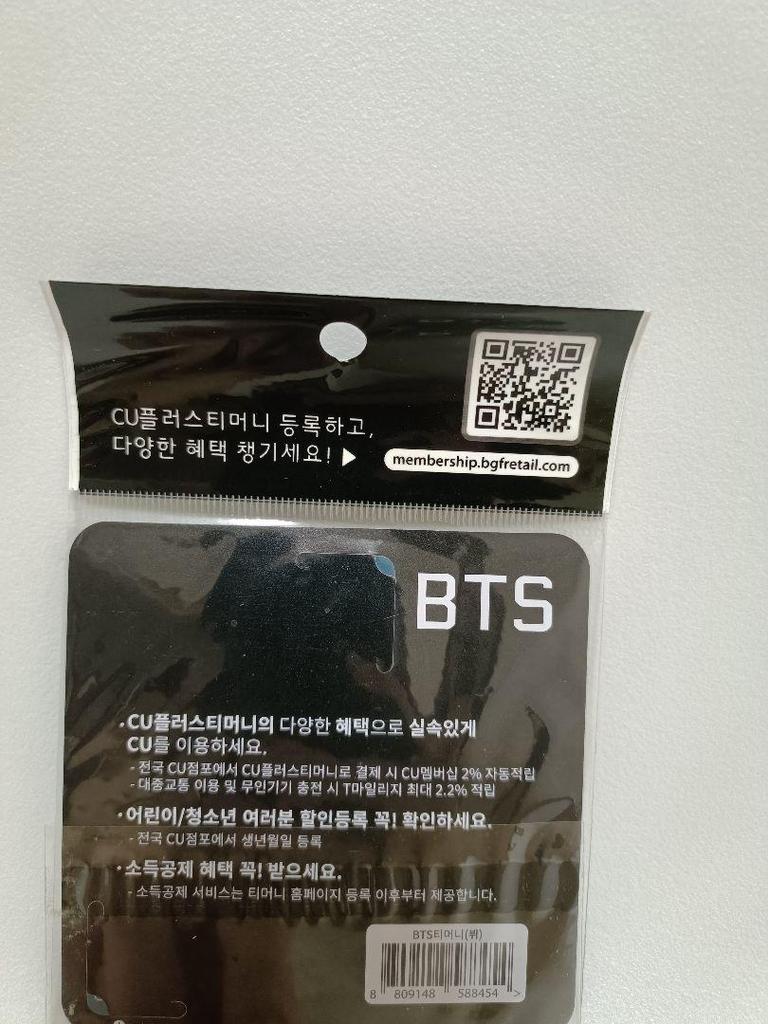 CU플러스티머니 등록하고,
다양한 혜택 챙기세요! ▶
membership.bgfretail.com
BTS
·CU플러스티머니의 다양한 혜택으로 실속있게
CU를 이용하세요.
- 전국 CU점포에서 CU플러스티머니로 결제 시 CU멤버십 2% 자동적립
- 대중교통 이용 및 무인기기 충전 시 T마일리지 최대 2.2% 적립
·어린이/청소년 여러분 할인등록 꼭! 확인하세요.
- 전국 CU점포에서 생년월일 등록
·소득공제 혜택 꼭! 받으세요.
- 소득공제 서비스는 티머니 홈페이지 등록 이후부터 제공합니다.
BTS티머니(뷔)
8 809148 588454 >